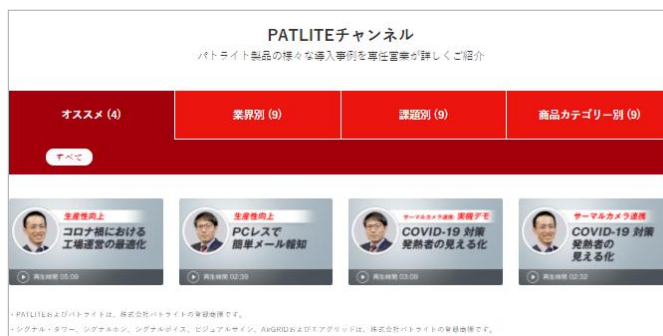 PATLITEチャンネル
パトライト製品の様々な導入事例を専任営業が詳しくご紹介
オススメ (4)
業界別 (9)
課題別 (9)
商品カテゴリー別 (9)
すべて
生産性向上
コロナ禍における
工場運営の最適化
再生時間 05:09
生産性向上
PCレスで
簡単メール報知
再生時間 02:39
サーマルカメラ連携 実機デモ
COVID-19 対策
発熱者の見える化
再生時間 03:09
サーマルカメラ連携
COVID-19 対策
発熱者の
見える化
再生時間 02:32
・PATLITEおよびパトライトは、株式会社パトライトの登録商標です。
・シグナル・タワー、シグナルホン、シグナルボイス、ビジュアルサイン、AirGRIDおよびエアグリッドは、株式会社パトライトの登録商標です。